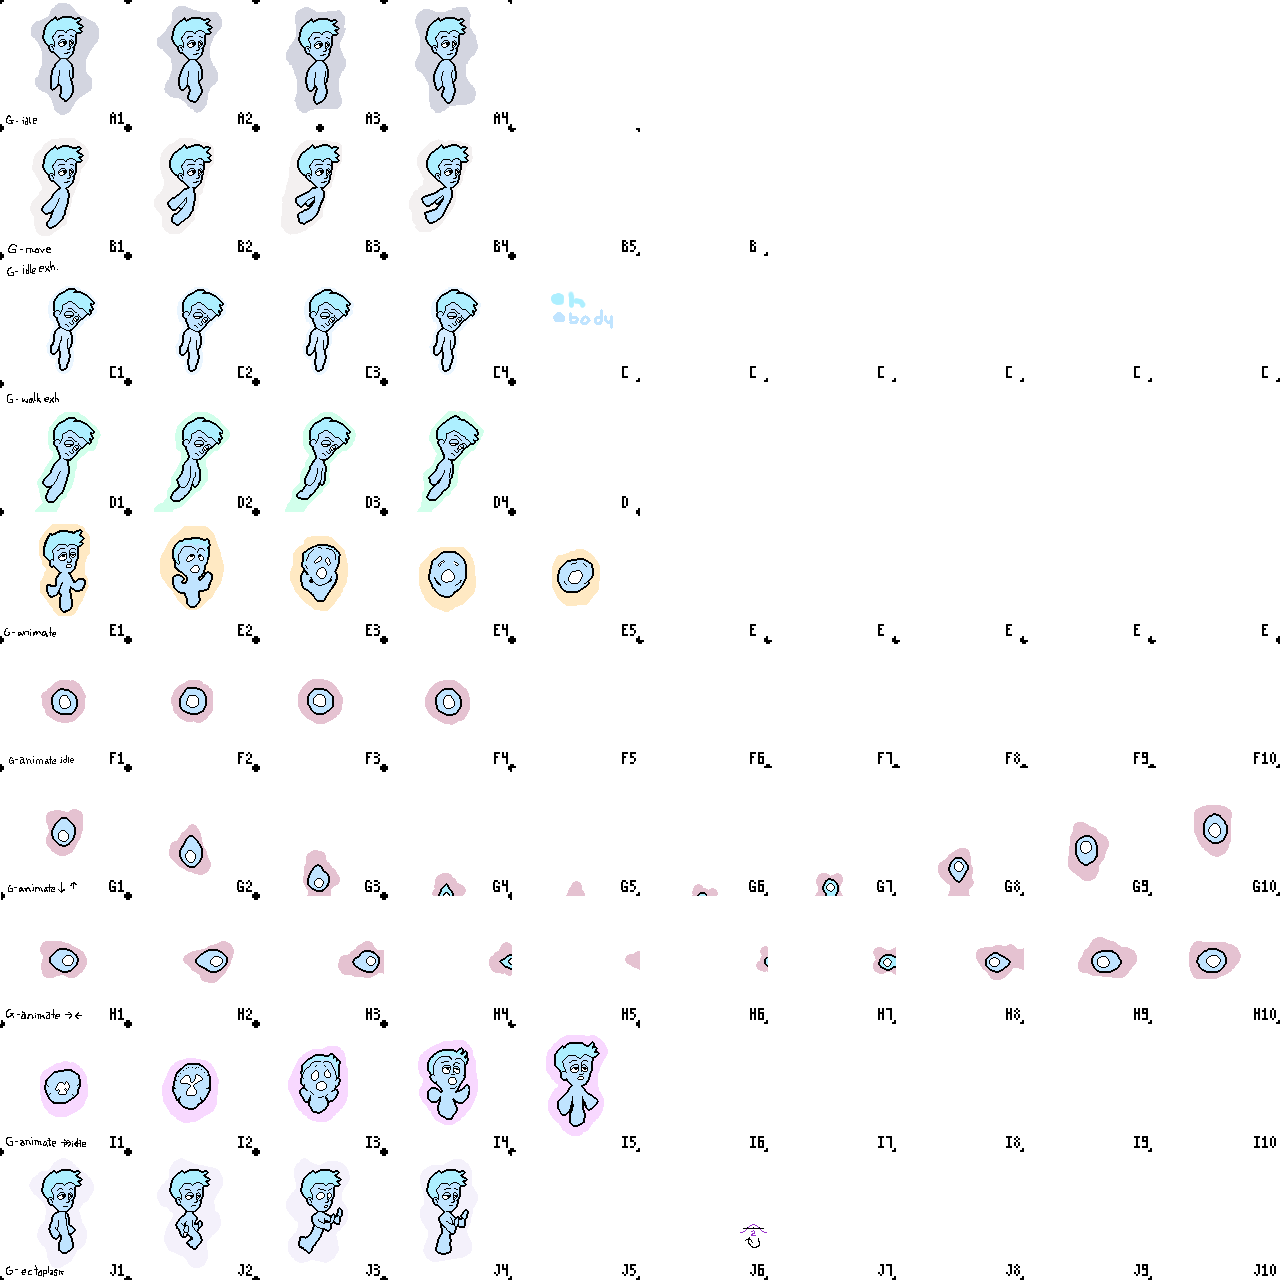 G-idle A1 A2 A3 A4
G-move B1 B2 B3 B4 B5 B
G-idle exh. C1 C2 C3 C4 C C C C C C
h
body
G-walk exh D1 D2 D3 D4 D
G-animate E1 E2 E3 E4 E5 E E E E E
G-animate idle F1 F2 F3 F4 F5 F6 F7 F8 F9 F10
G-animate ↓ ↑ G1 G2 G3 G4 G5 G6 G7 G8 G9 G10
G-animate →← H1 H2 H3 H4 H5 H6 H7 H8 H9 H10
G-animate →idle I1 I2 I3 I4 I5 I6 I7 I8 I9 I10
2
G-ectoplasm J1 J2 J3 J4 J5 J6 J7 J8 J9 J10